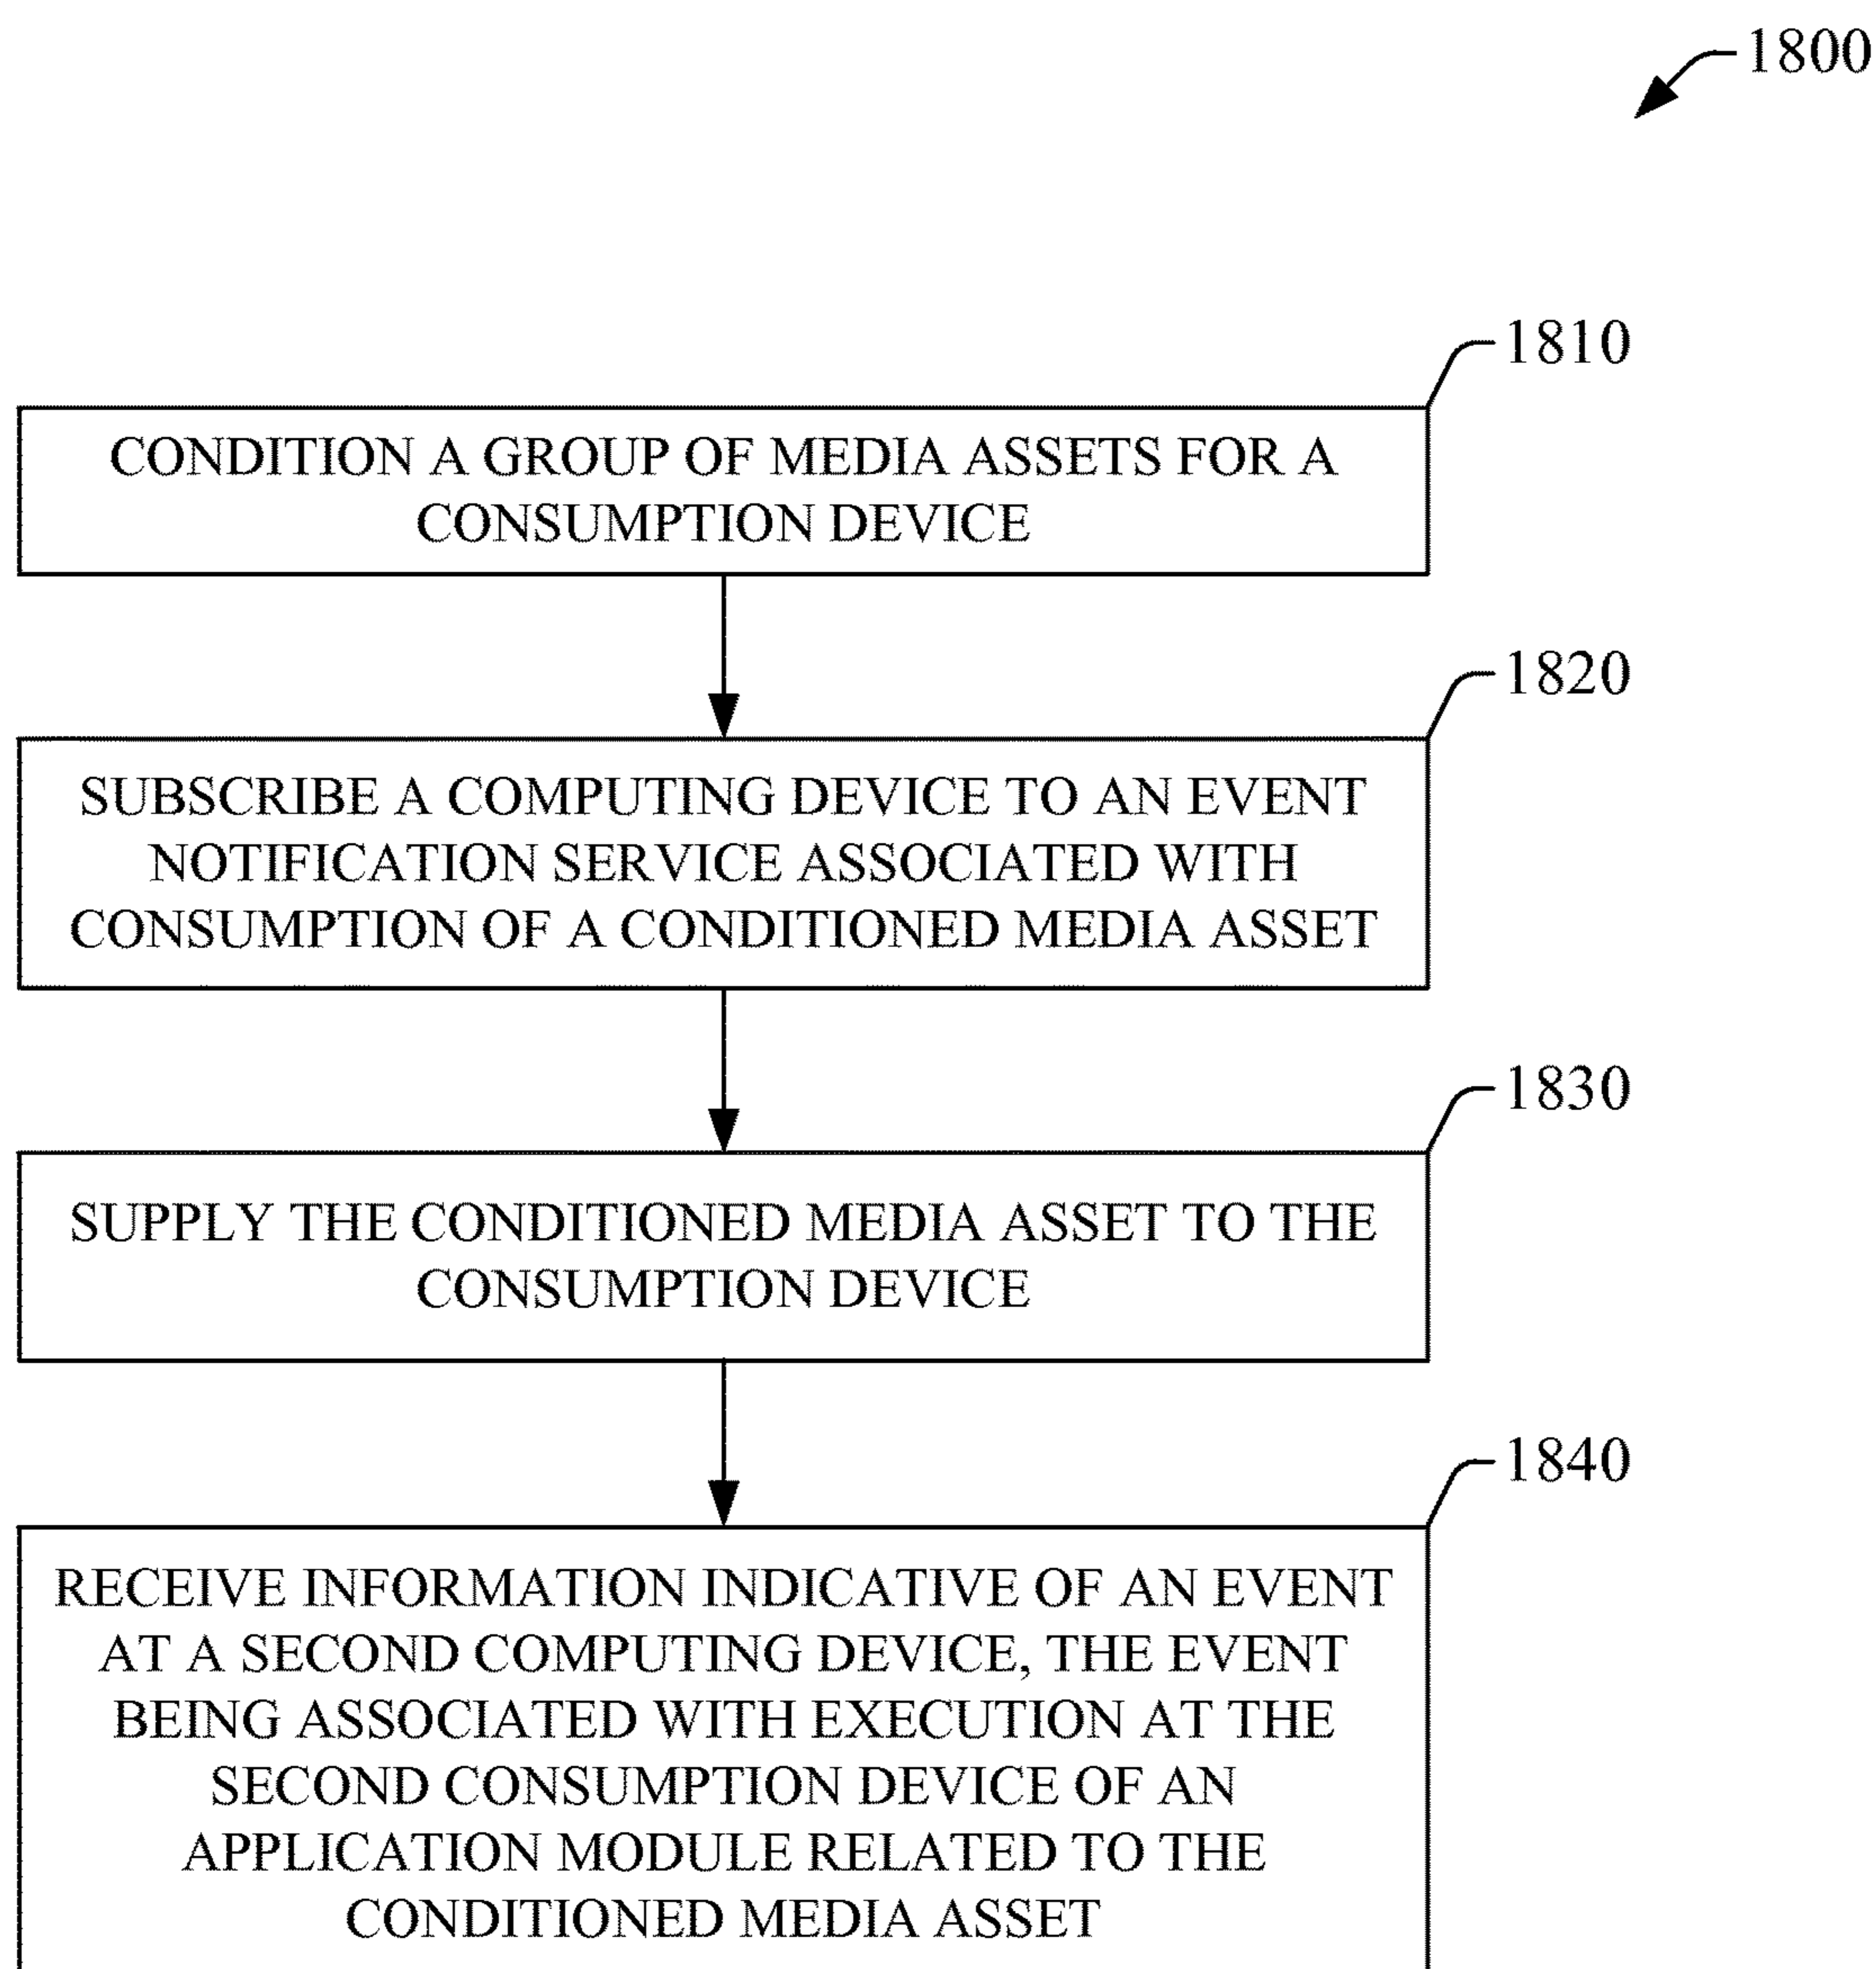 1800
1810
CONDITION A GROUP OF MEDIA ASSETS FOR A
CONSUMPTION DEVICE
1820
SUBSCRIBE A COMPUTING DEVICE TO AN EVENT
NOTIFICATION SERVICE ASSOCIATED WITH
CONSUMPTION OF A CONDITIONED MEDIA ASSET
1830
SUPPLY THE CONDITIONED MEDIA ASSET TO THE
CONSUMPTION DEVICE
1840
RECEIVE INFORMATION INDICATIVE OF AN EVENT
AT A SECOND COMPUTING DEVICE, THE EVENT
BEING ASSOCIATED WITH EXECUTION AT THE
SECOND CONSUMPTION DEVICE OF AN
APPLICATION MODULE RELATED TO THE
CONDITIONED MEDIA ASSET